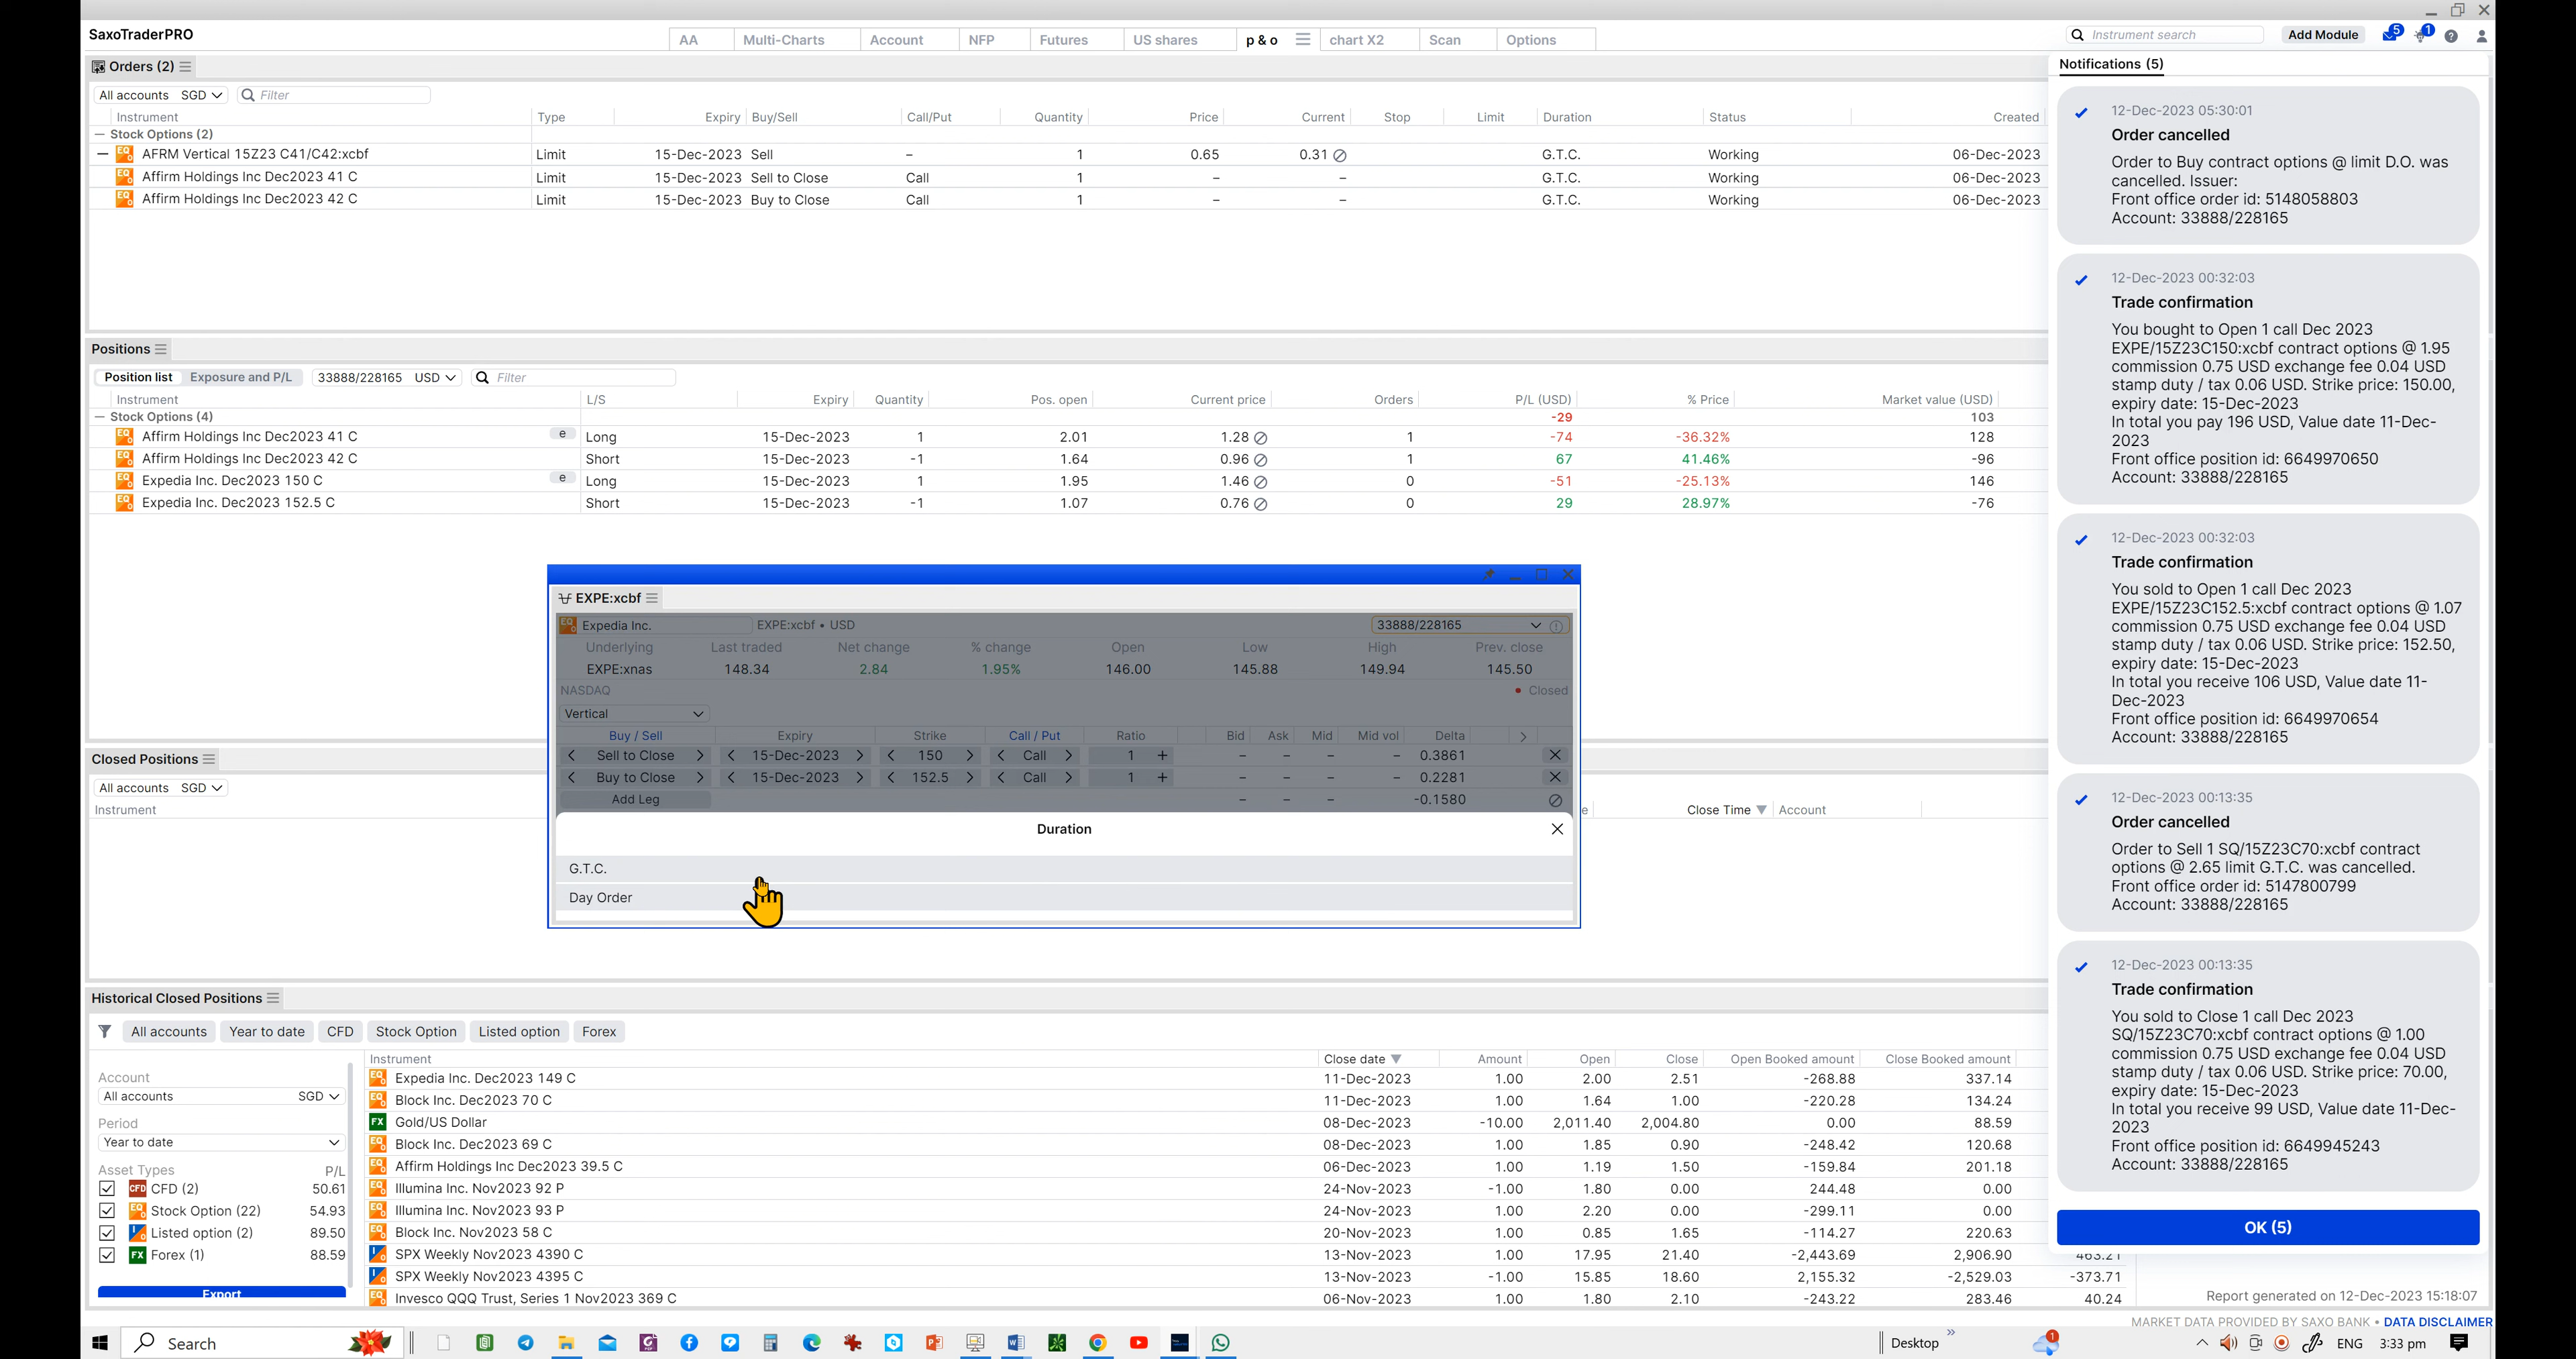 SaxoTraderPRO
AA Multi-Charts Account NFP Futures US shares p & o chart X2 Scan Options
Instrument search Add Module 5 1
Orders (2)
All accounts SGD Filter
Instrument Type Expiry Buy/Sell Call/Put Quantity Price Current Stop Limit Duration Status Created
Stock Options (2)
AFRM Vertical 15Z23 C41/C42:xcbf Limit 15-Dec-2023 Sell – 1 0.65 0.31 G.T.C. Working 06-Dec-2023
Affirm Holdings Inc Dec2023 41 C Limit 15-Dec-2023 Sell to Close Call 1 – – G.T.C. Working 06-Dec-2023
Affirm Holdings Inc Dec2023 42 C Limit 15-Dec-2023 Buy to Close Call 1 – – G.T.C. Working 06-Dec-2023
Positions
Position list Exposure and P/L 33888/228165 USD Filter
Instrument L/S Expiry Quantity Pos. open Current price Orders P/L (USD) % Price Market value (USD)
Stock Options (4) -29 103
Affirm Holdings Inc Dec2023 41 C e Long 15-Dec-2023 1 2.01 1.28 1 -74 -36.32% 128
Affirm Holdings Inc Dec2023 42 C Short 15-Dec-2023 -1 1.64 0.96 1 67 41.46% -96
Expedia Inc. Dec2023 150 C e Long 15-Dec-2023 1 1.95 1.46 0 -51 -25.13% 146
Expedia Inc. Dec2023 152.5 C Short 15-Dec-2023 -1 1.07 0.76 0 29 28.97% -76
EXPE:xcbf
Expedia Inc. EXPE:xcbf • USD 33888/228165
Underlying Last traded Net change % change Open Low High Prev. close
EXPE:xnas 148.34 2.84 1.95% 146.00 145.88 149.94 145.50
NASDAQ Closed
Vertical
Buy / Sell Expiry Strike Call / Put Ratio Bid Ask Mid Mid vol Delta
Sell to Close 15-Dec-2023 150 Call 1 + – – – – 0.3861
Buy to Close 15-Dec-2023 152.5 Call 1 + – – – – 0.2281
Add Leg – – – -0.1580
Duration
G.T.C.
Day Order
Closed Positions
All accounts SGD
Instrument e Close Time Account
Historical Closed Positions
All accounts Year to date CFD Stock Option Listed option Forex
Account
All accounts SGD
Period
Year to date
Asset Types P/L
CFD CFD (2) 50.61
Stock Option (22) 54.93
Listed option (2) 89.50
FX Forex (1) 88.59
Export
Instrument Close date Amount Open Close Open Booked amount Close Booked amount
Expedia Inc. Dec2023 149 C 11-Dec-2023 1.00 2.00 2.51 -268.88 337.14
Block Inc. Dec2023 70 C 11-Dec-2023 1.00 1.64 1.00 -220.28 134.24
FX Gold/US Dollar 08-Dec-2023 -10.00 2,011.40 2,004.80 0.00 88.59
Block Inc. Dec2023 69 C 08-Dec-2023 1.00 1.85 0.90 -248.42 120.68
Affirm Holdings Inc Dec2023 39.5 C 06-Dec-2023 1.00 1.19 1.50 -159.84 201.18
Illumina Inc. Nov2023 92 P 24-Nov-2023 -1.00 1.80 0.00 244.48 0.00
Illumina Inc. Nov2023 93 P 24-Nov-2023 1.00 2.20 0.00 -299.11 0.00
Block Inc. Nov2023 58 C 20-Nov-2023 1.00 0.85 1.65 -114.27 220.63
SPX Weekly Nov2023 4390 C 13-Nov-2023 1.00 17.95 21.40 -2,443.69 2,906.90 463.21
SPX Weekly Nov2023 4395 C 13-Nov-2023 -1.00 15.85 18.60 2,155.32 -2,529.03 -373.71
Invesco QQQ Trust, Series 1 Nov2023 369 C 06-Nov-2023 1.00 1.80 2.10 -243.22 283.46 40.24
Notifications (5)
12-Dec-2023 05:30:01
Order cancelled
Order to Buy contract options @ limit D.O. was
cancelled. Issuer:
Front office order id: 5148058803
Account: 33888/228165
12-Dec-2023 00:32:03
Trade confirmation
You bought to Open 1 call Dec 2023
EXPE/15Z23C150:xcbf contract options @ 1.95
commission 0.75 USD exchange fee 0.04 USD
stamp duty / tax 0.06 USD. Strike price: 150.00,
expiry date: 15-Dec-2023
In total you pay 196 USD, Value date 11-Dec-
2023
Front office position id: 6649970650
Account: 33888/228165
12-Dec-2023 00:32:03
Trade confirmation
You sold to Open 1 call Dec 2023
EXPE/15Z23C152.5:xcbf contract options @ 1.07
commission 0.75 USD exchange fee 0.04 USD
stamp duty / tax 0.06 USD. Strike price: 152.50,
expiry date: 15-Dec-2023
In total you receive 106 USD, Value date 11-
Dec-2023
Front office position id: 6649970654
Account: 33888/228165
12-Dec-2023 00:13:35
Order cancelled
Order to Sell 1 SQ/15Z23C70:xcbf contract
options @ 2.65 limit G.T.C. was cancelled.
Front office order id: 5147800799
Account: 33888/228165
12-Dec-2023 00:13:35
Trade confirmation
You sold to Close 1 call Dec 2023
SQ/15Z23C70:xcbf contract options @ 1.00
commission 0.75 USD exchange fee 0.04 USD
stamp duty / tax 0.06 USD. Strike price: 70.00,
expiry date: 15-Dec-2023
In total you receive 99 USD, Value date 11-Dec-
2023
Front office position id: 6649945243
Account: 33888/228165
OK (5)
Report generated on 12-Dec-2023 15:18:07
MARKET DATA PROVIDED BY SAXO BANK • DATA DISCLAIMER
Search Desktop 1 ENG 3:33 pm